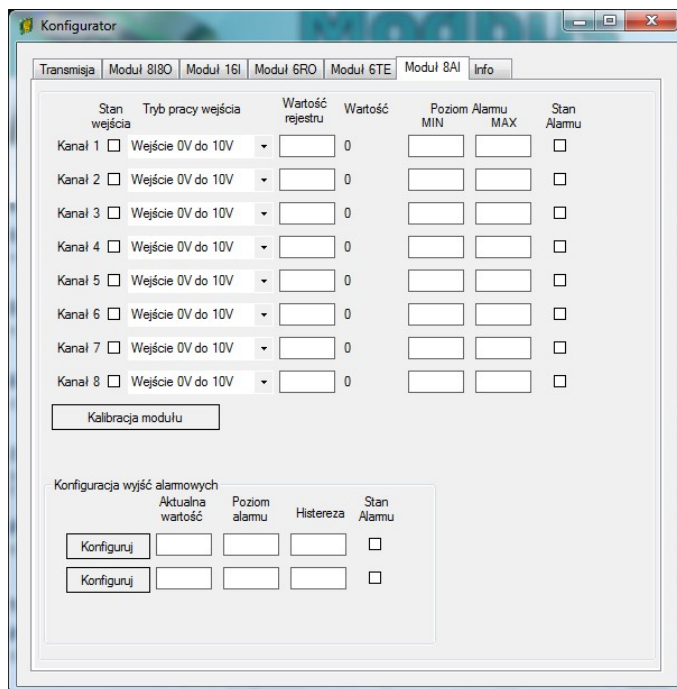 Konfigurator
Modbus
Transmisja Moduł 8I8O Moduł 16I Moduł 6RO Moduł 6TE Moduł 8AI Info
Stan wejścia Tryb pracy wejścia Wartość rejestru Wartość Poziom Alarmu MIN MAX Stan Alarmu
Kanał 1 Wejście 0V do 10V 0
Kanał 2 Wejście 0V do 10V 0
Kanał 3 Wejście 0V do 10V 0
Kanał 4 Wejście 0V do 10V 0
Kanał 5 Wejście 0V do 10V 0
Kanał 6 Wejście 0V do 10V 0
Kanał 7 Wejście 0V do 10V 0
Kanał 8 Wejście 0V do 10V 0
Kalibracja modułu
Konfiguracja wyjść alarmowych
Aktualna wartość Poziom alarmu Histereza Stan Alarmu
Konfiguruj
Konfiguruj